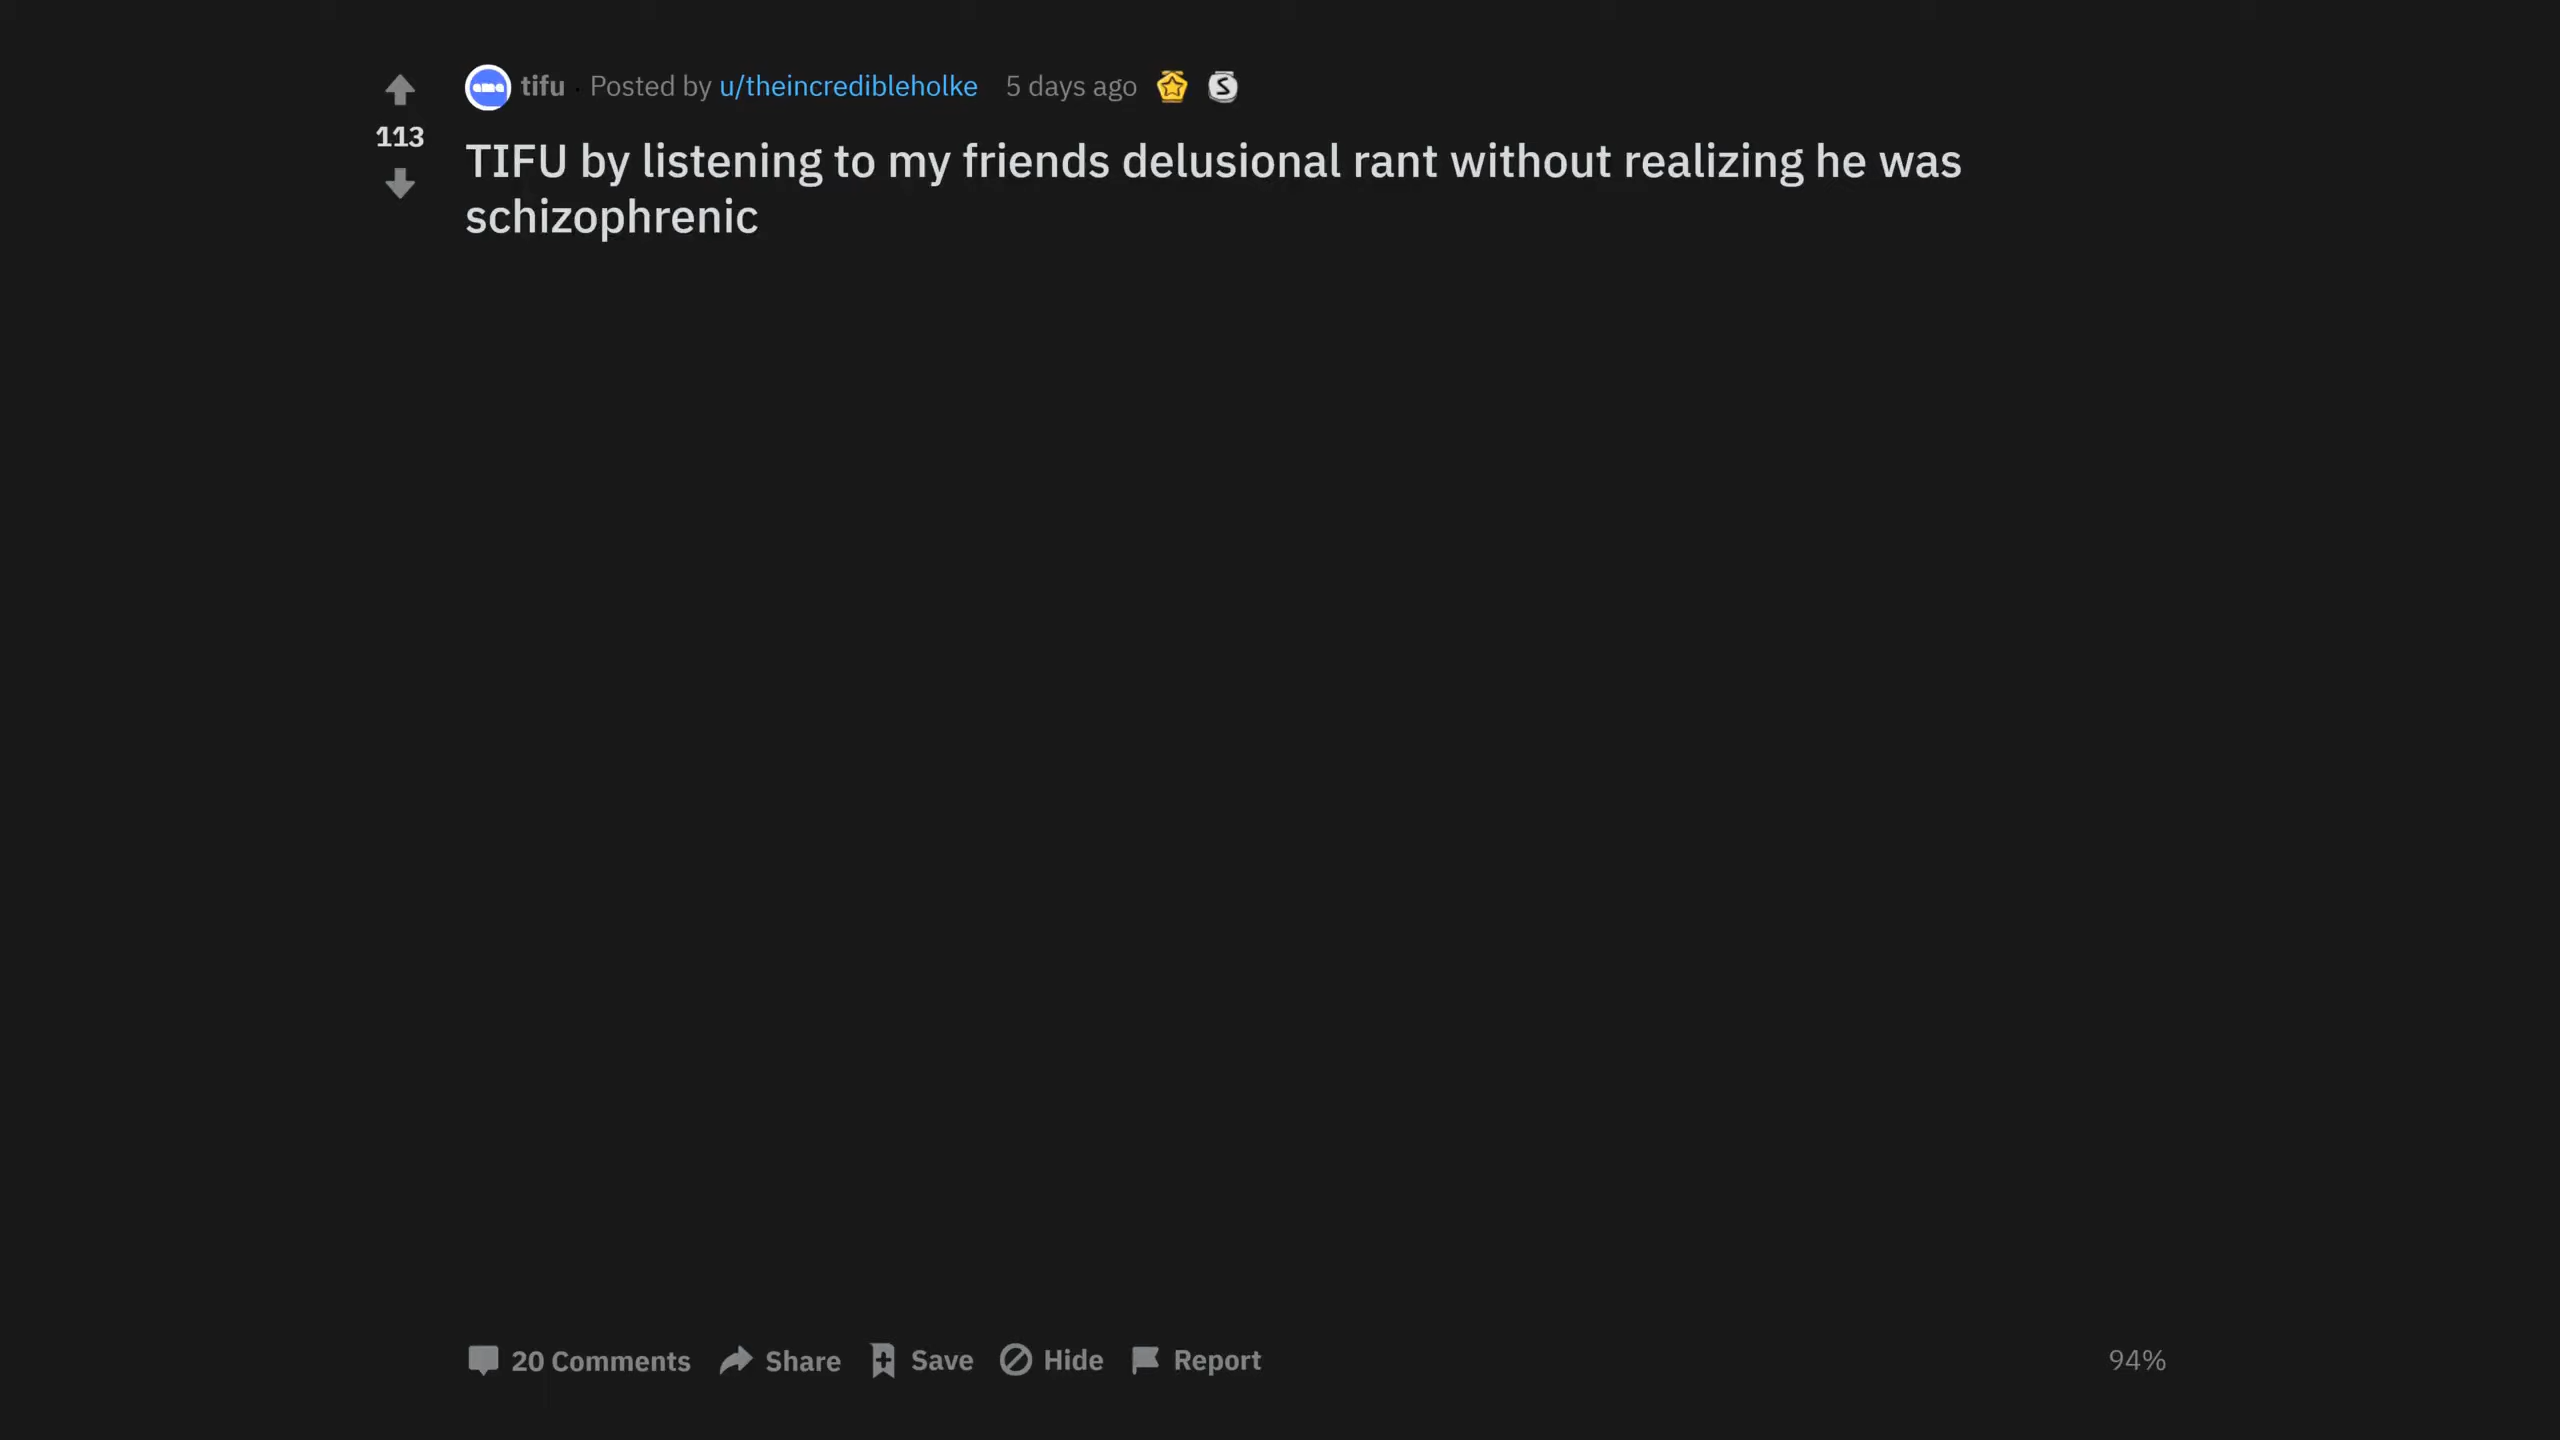 tifu · Posted by u/theincredibleholke 5 days ago
113
TIFU by listening to my friends delusional rant without realizing he was
schizophrenic
20 Comments Share Save Hide Report 94%